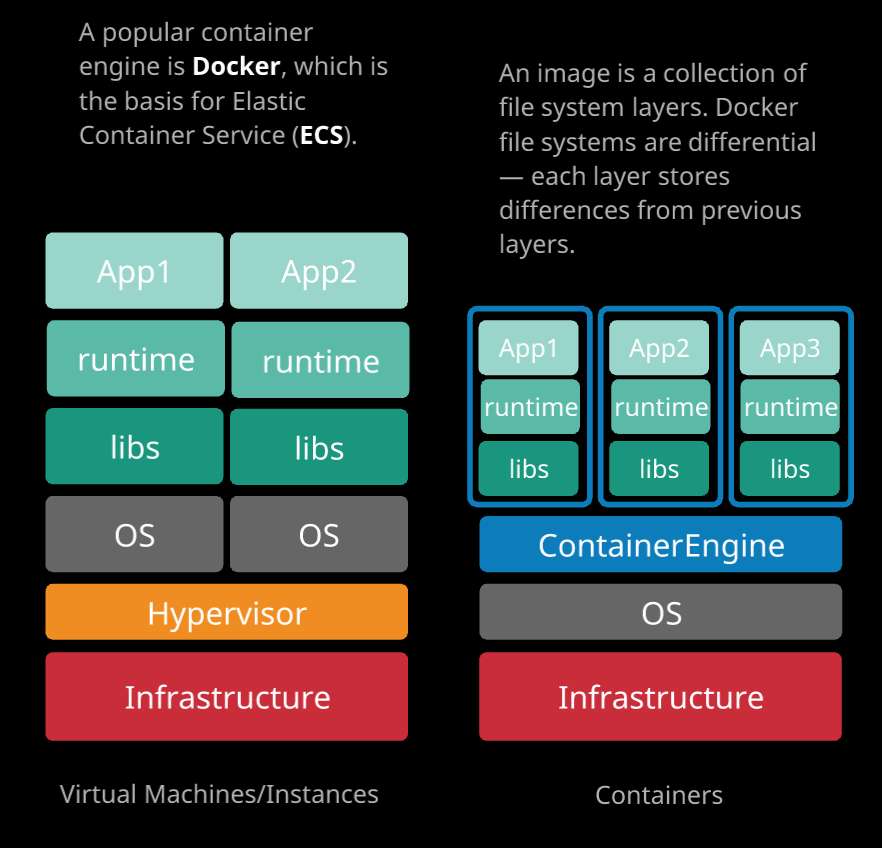 A popular container
engine is Docker, which is
the basis for Elastic
Container Service (ECS).
An image is a collection of
file system layers. Docker
file systems are differential
— each layer stores
differences from previous
layers.
App1 App2
runtime runtime
libs libs
OS OS
Hypervisor
Infrastructure
Virtual Machines/Instances
App1 App2 App3
runtime runtime runtime
libs libs libs
ContainerEngine
OS
Infrastructure
Containers